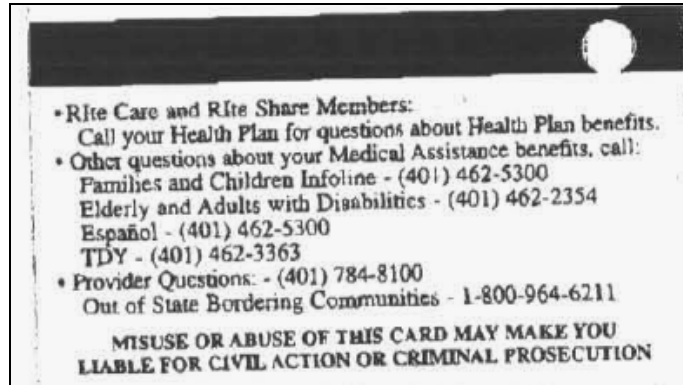 •RIte Care and RIte Share Members:
Call your Health Plan for questions about Health Plan benefits.
• Other questions about your Medical Assistance benefits, call:
Families and Children Infoline - (401) 462-5300
Elderly and Adults with Disabilities - (401) 462-2354
Español - (401) 462-5300
TDY - (401) 462-3363
• Provider Questions: - (401) 784-8100
Out of State Bordering Communities - 1-800-964-6211
MISUSE OR ABUSE OF THIS CARD MAY MAKE YOU
LIABLE FOR CIVIL ACTION OR CRIMINAL PROSECUTION